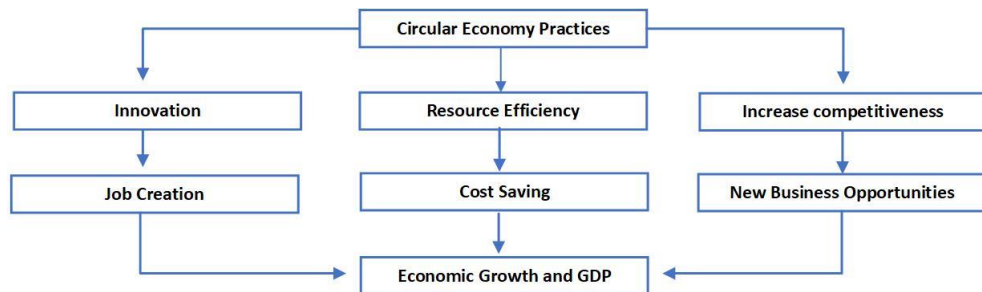 Circular Economy Practices
Innovation
Resource Efficiency
Increase competitiveness
Job Creation
Cost Saving
New Business Opportunities
Economic Growth and GDP